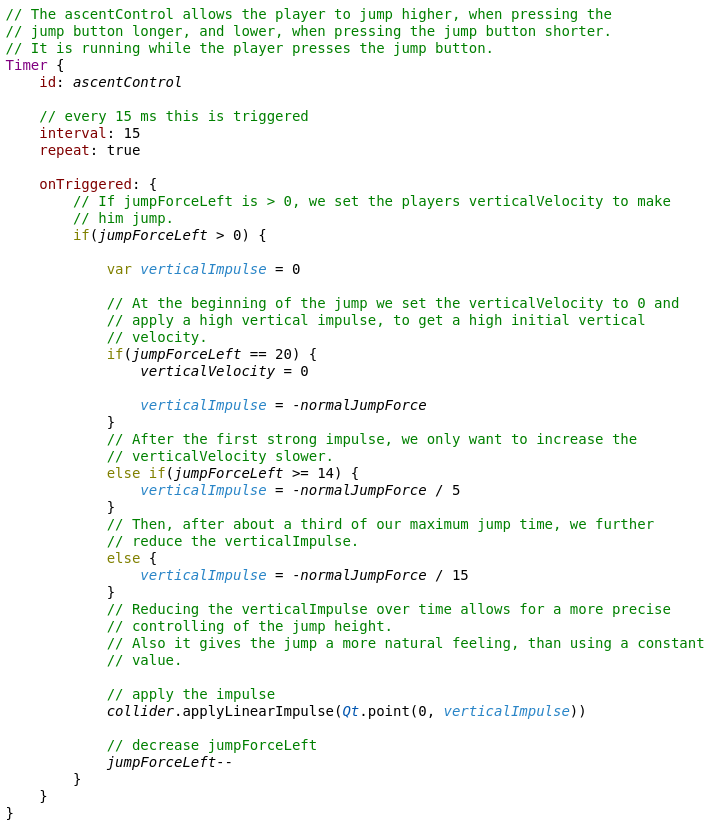 // The ascentControl allows the player to jump higher, when pressing the
// jump button longer, and lower, when pressing the jump button shorter.
// It is running while the player presses the jump button.
Timer {
    id: ascentControl

    // every 15 ms this is triggered
    interval: 15
    repeat: true

    onTriggered: {
        // If jumpForceLeft is > 0, we set the players verticalVelocity to make
        // him jump.
        if(jumpForceLeft > 0) {

            var verticalImpulse = 0

            // At the beginning of the jump we set the verticalVelocity to 0 and
            // apply a high vertical impulse, to get a high initial vertical
            // velocity.
            if(jumpForceLeft == 20) {
                verticalVelocity = 0

                verticalImpulse = -normalJumpForce
            }
            // After the first strong impulse, we only want to increase the
            // verticalVelocity slower.
            else if(jumpForceLeft >= 14) {
                verticalImpulse = -normalJumpForce / 5
            }
            // Then, after about a third of our maximum jump time, we further
            // reduce the verticalImpulse.
            else {
                verticalImpulse = -normalJumpForce / 15
            }
            // Reducing the verticalImpulse over time allows for a more precise
            // controlling of the jump height.
            // Also it gives the jump a more natural feeling, than using a constant
            // value.

            // apply the impulse
            collider.applyLinearImpulse(Qt.point(0, verticalImpulse))

            // decrease jumpForceLeft
            jumpForceLeft--
        }
    }
}